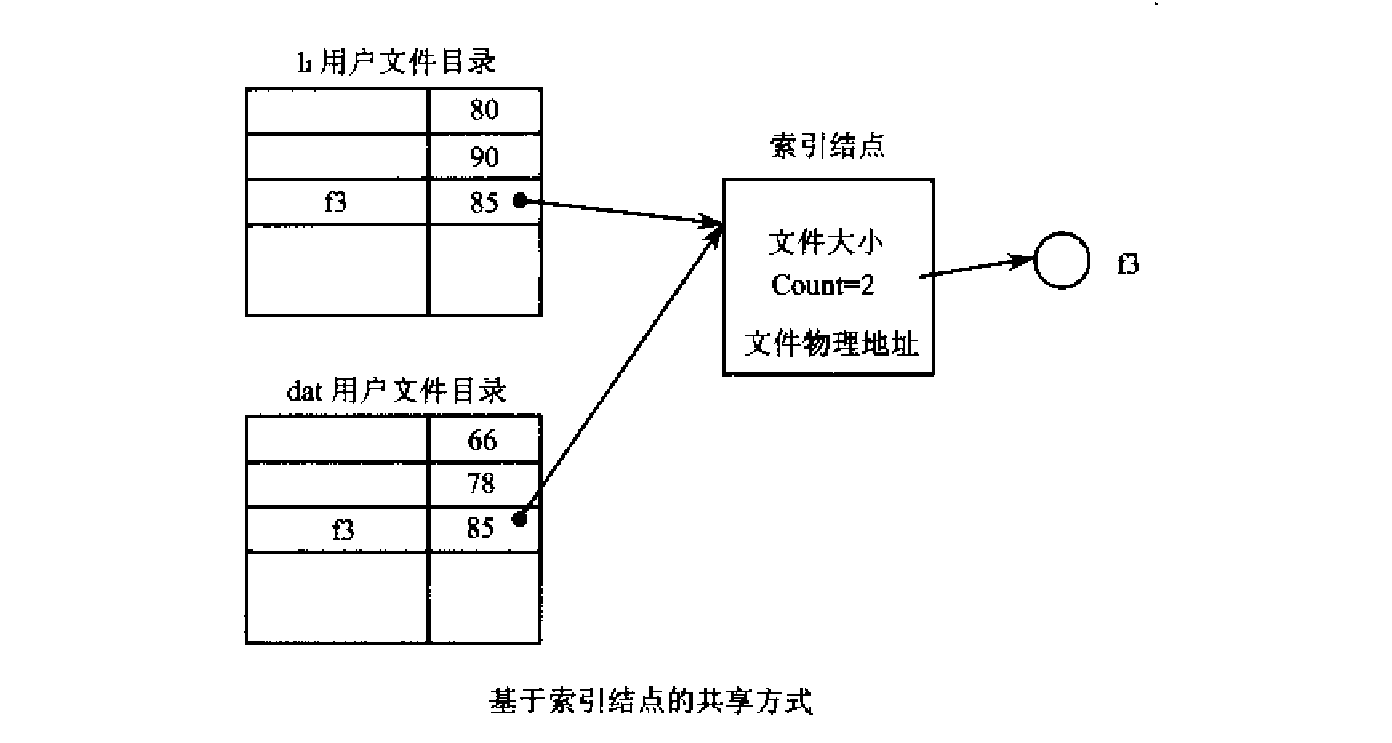 li 用户文件目录
80
90
f3 85
索引结点
文件大小
Count=2
文件物理地址
f3
dat 用户文件目录
66
78
f3 85
基于索引结点的共享方式